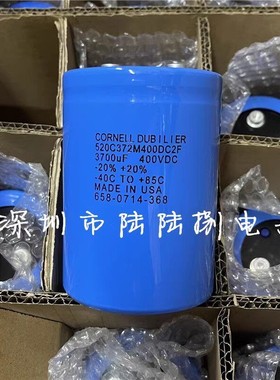 CORNELL DUBILIER
520C372M400DC2F
3700uF 400VDC
-20% +20%
-40C TO +85C
MADE IN USA
658-0714-368
深圳市陆陆捌电